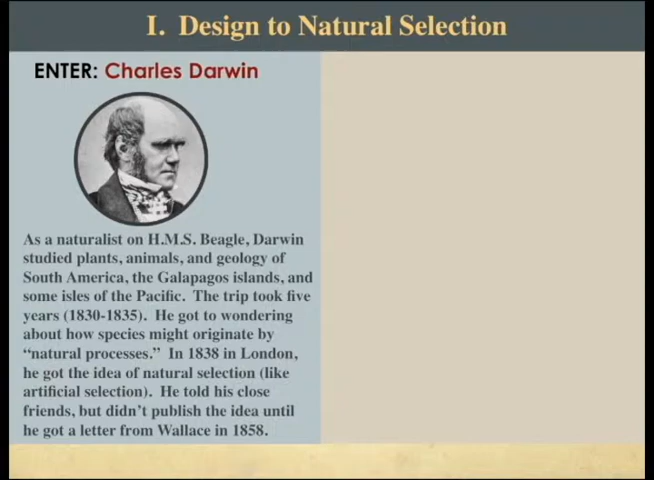 I. Design to Natural Selection
ENTER: Charles Darwin
As a naturalist on H.M.S. Beagle, Darwin
studied plants, animals, and geology of
South America, the Galapagos islands, and
some isles of the Pacific. The trip took five
years (1830-1835). He got to wondering
about how species might originate by
“natural processes.” In 1838 in London,
he got the idea of natural selection (like
artificial selection). He told his close
friends, but didn’t publish the idea until
he got a letter from Wallace in 1858.